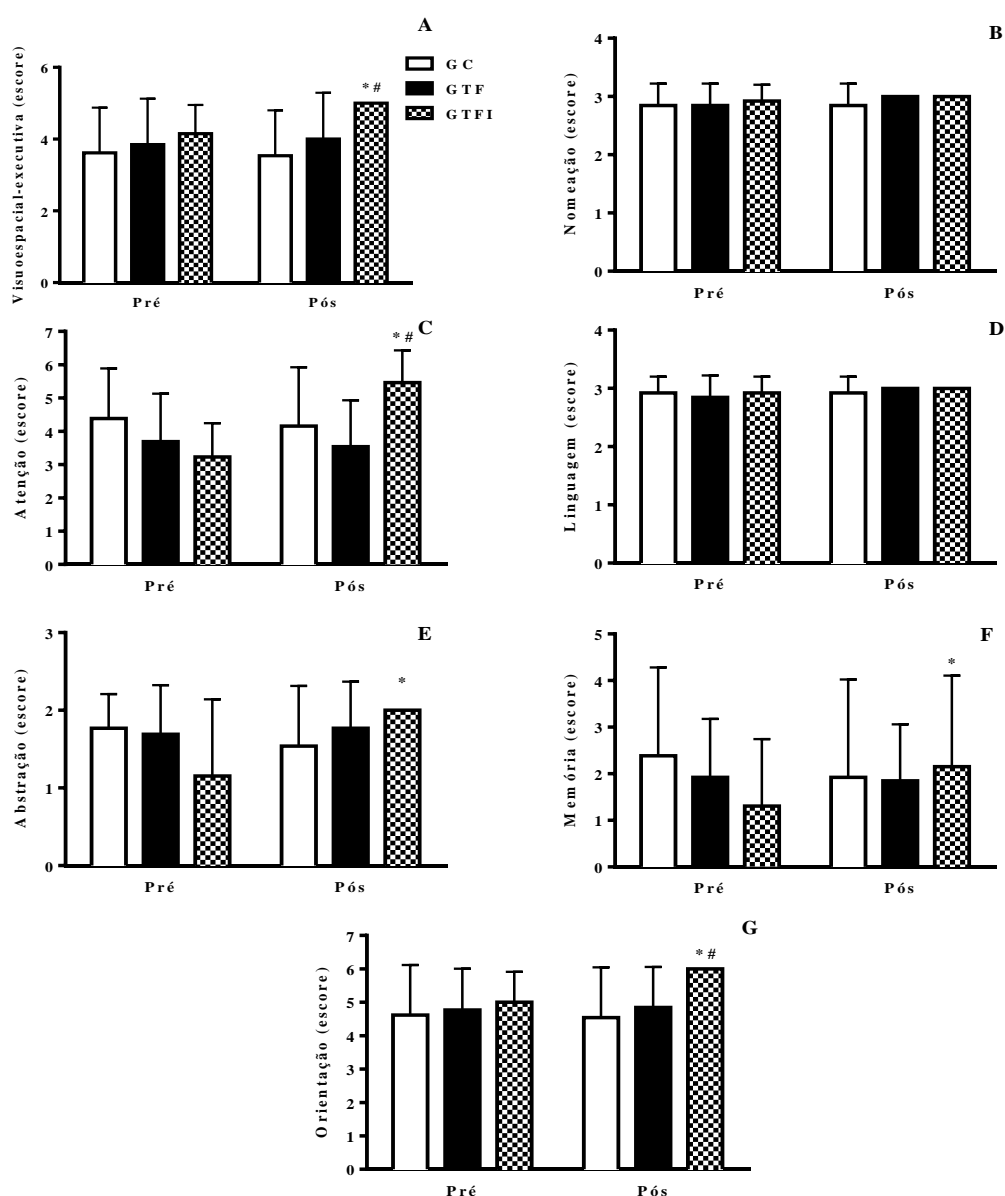 A
Visuoespacial-executiva (escore)
6
4
2
0
Pré
Pós
* #
GC
GTF
GTFI
B
Nomeação (escore)
4
3
2
1
0
Pré
Pós
C
Atenção (escore)
7
6
5
4
3
2
1
0
Pré
Pós
* #
D
Linguagem (escore)
4
3
2
1
0
Pré
Pós
E
Abstração (escore)
3
2
1
0
Pré
Pós
*
F
Memória (escore)
5
4
3
2
1
0
Pré
Pós
*
G
Orientação (escore)
7
6
5
4
3
2
1
0
Pré
Pós
* #